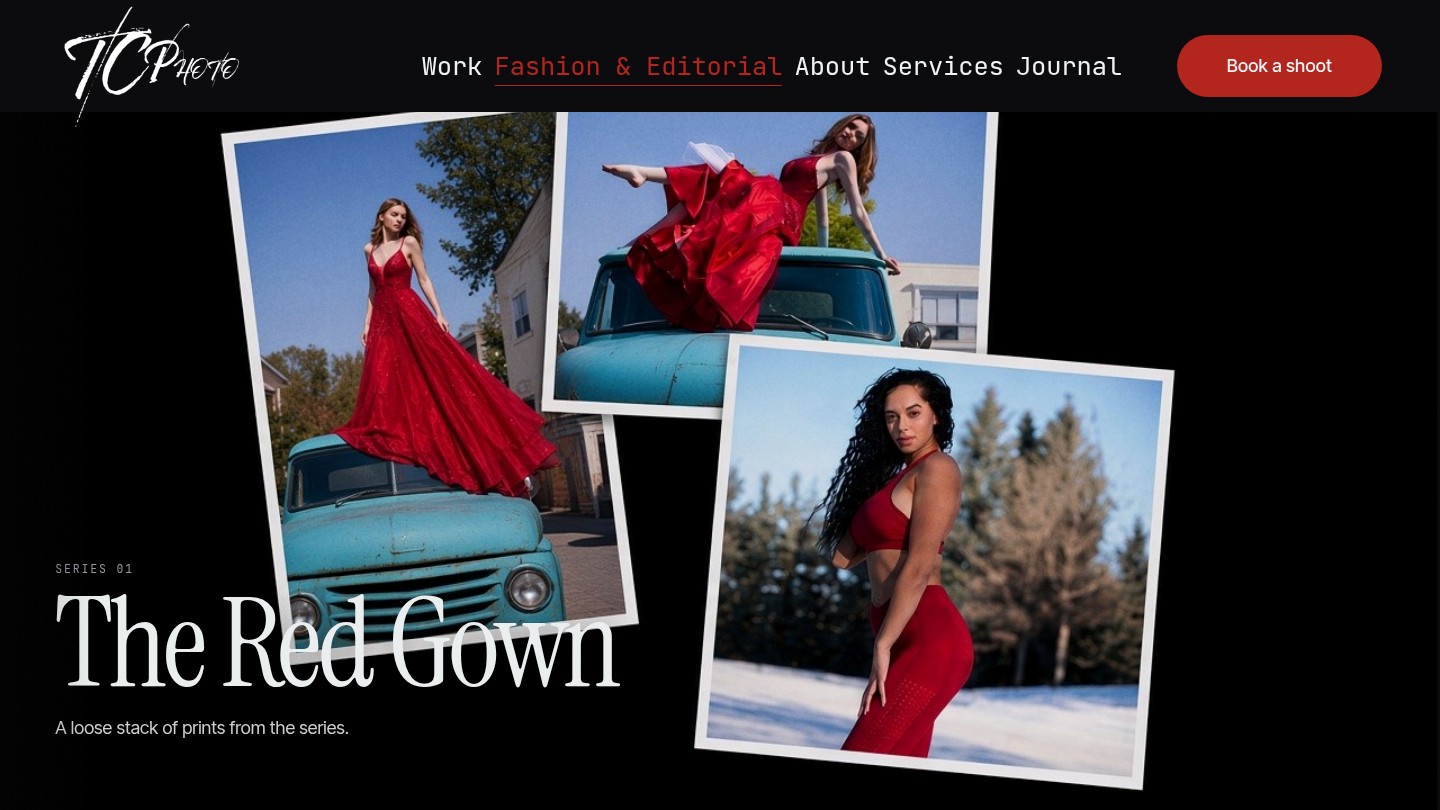 TCPhoto
Work Fashion & Editorial About Services Journal
Book a shoot
SERIES 01
The Red Gown
A loose stack of prints from the series.